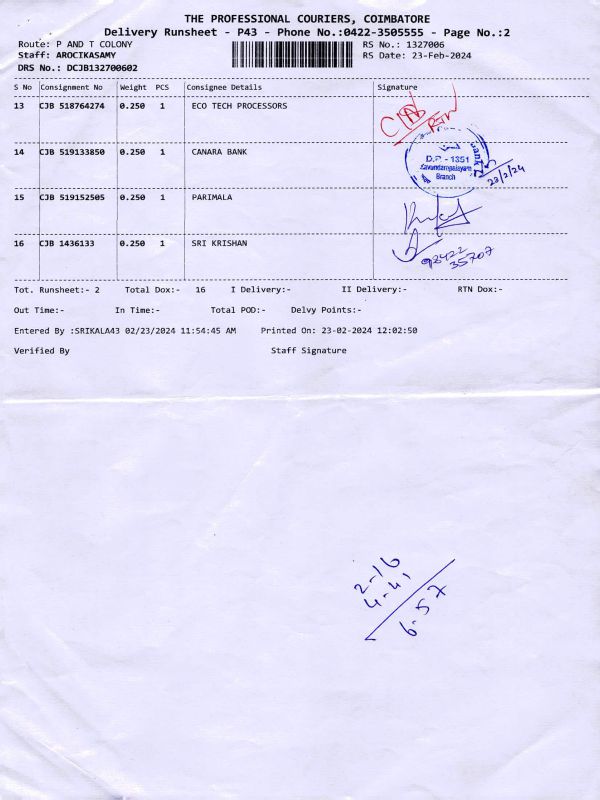 THE PROFESSIONAL COURIERS, COIMBATORE
Delivery Runsheet - P43 - Phone No.:0422-3505555 - Page No.:2
Route: P AND T COLONY RS No.: 1327006
Staff: AROCIKASAMY RS Date: 23-Feb-2024
DRS No.: DCJB132700602
S No Consignment No Weight PCS Consignee Details Signature
13 CJB 518764274 0.250 1 ECO TECH PROCESSORS
RTN
14 CJB 519133850 0.250 1 CANARA BANK
D.P - 1351
Savundampalayam
Branch
23/2/24
15 CJB 519152505 0.250 1 PARIMALA
16 CJB 1436133 0.250 1 SRI KRISHAN
98422
35707
Tot. Runsheet:- 2 Total Dox:- 16 I Delivery:- II Delivery:- RTN Dox:-
Out Time:- In Time:- Total POD:- Delvy Points:-
Entered By :SRIKALA43 02/23/2024 11:54:45 AM Printed On: 23-02-2024 12:02:50
Verified By Staff Signature
2-16
4-41
6-57